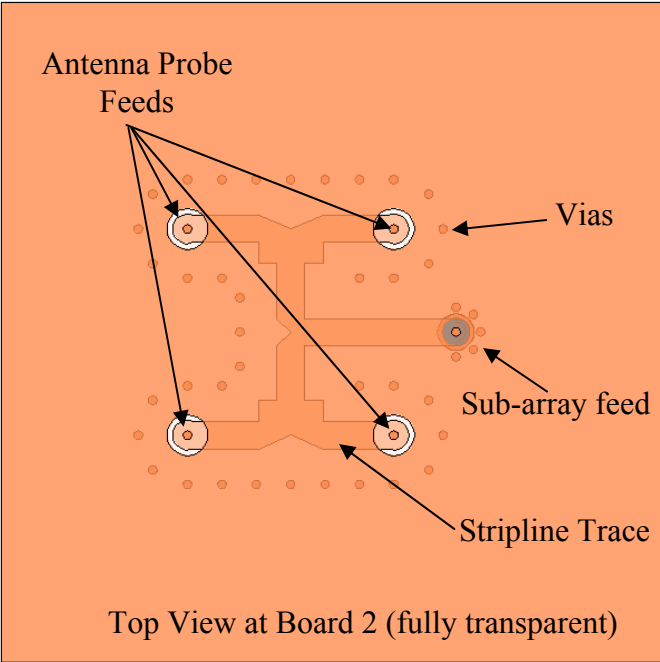 Antenna Probe
Feeds
Vias
Sub-array feed
Stripline Trace
Top View at Board 2 (fully transparent)